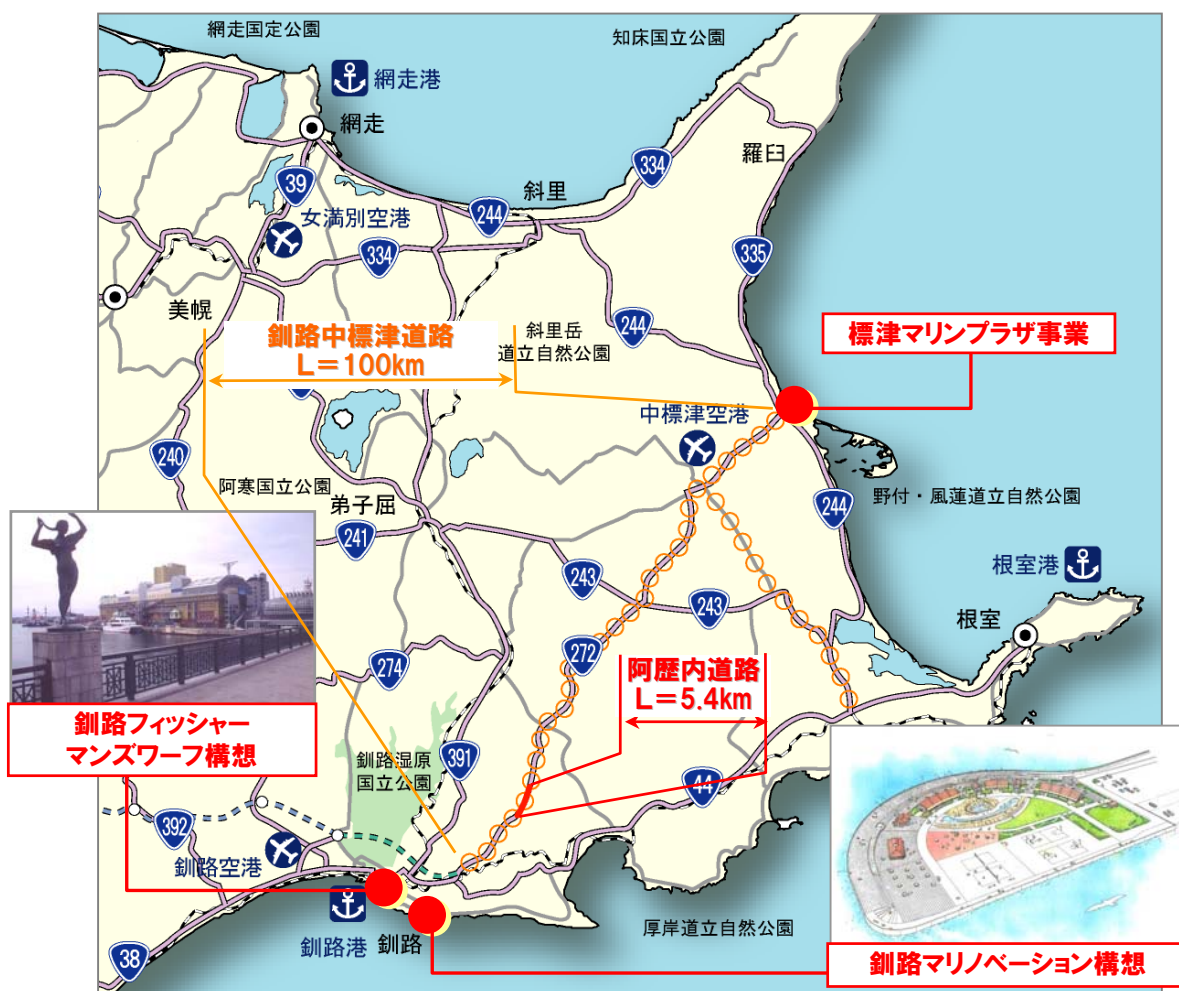 網走国定公園
知床国立公園
網走港
網走
羅臼
334
39
斜里
244
女満別空港
334
335
美幌
釧路中標津道路
L=100km
斜里岳
道立自然公園
244
標津マリンプラザ事業
中標津空港
240
阿寒国立公園
弟子屈
野付・風蓮道立自然公園
244
241
根室港
243
243
根室
272
274
阿歴内道路
L=5.4km
釧路フィッシャー
マンズワーフ構想
釧路湿原
国立公園
391
44
392
釧路空港
釧路港
釧路
厚岸道立自然公園
38
釧路マリノベーション構想